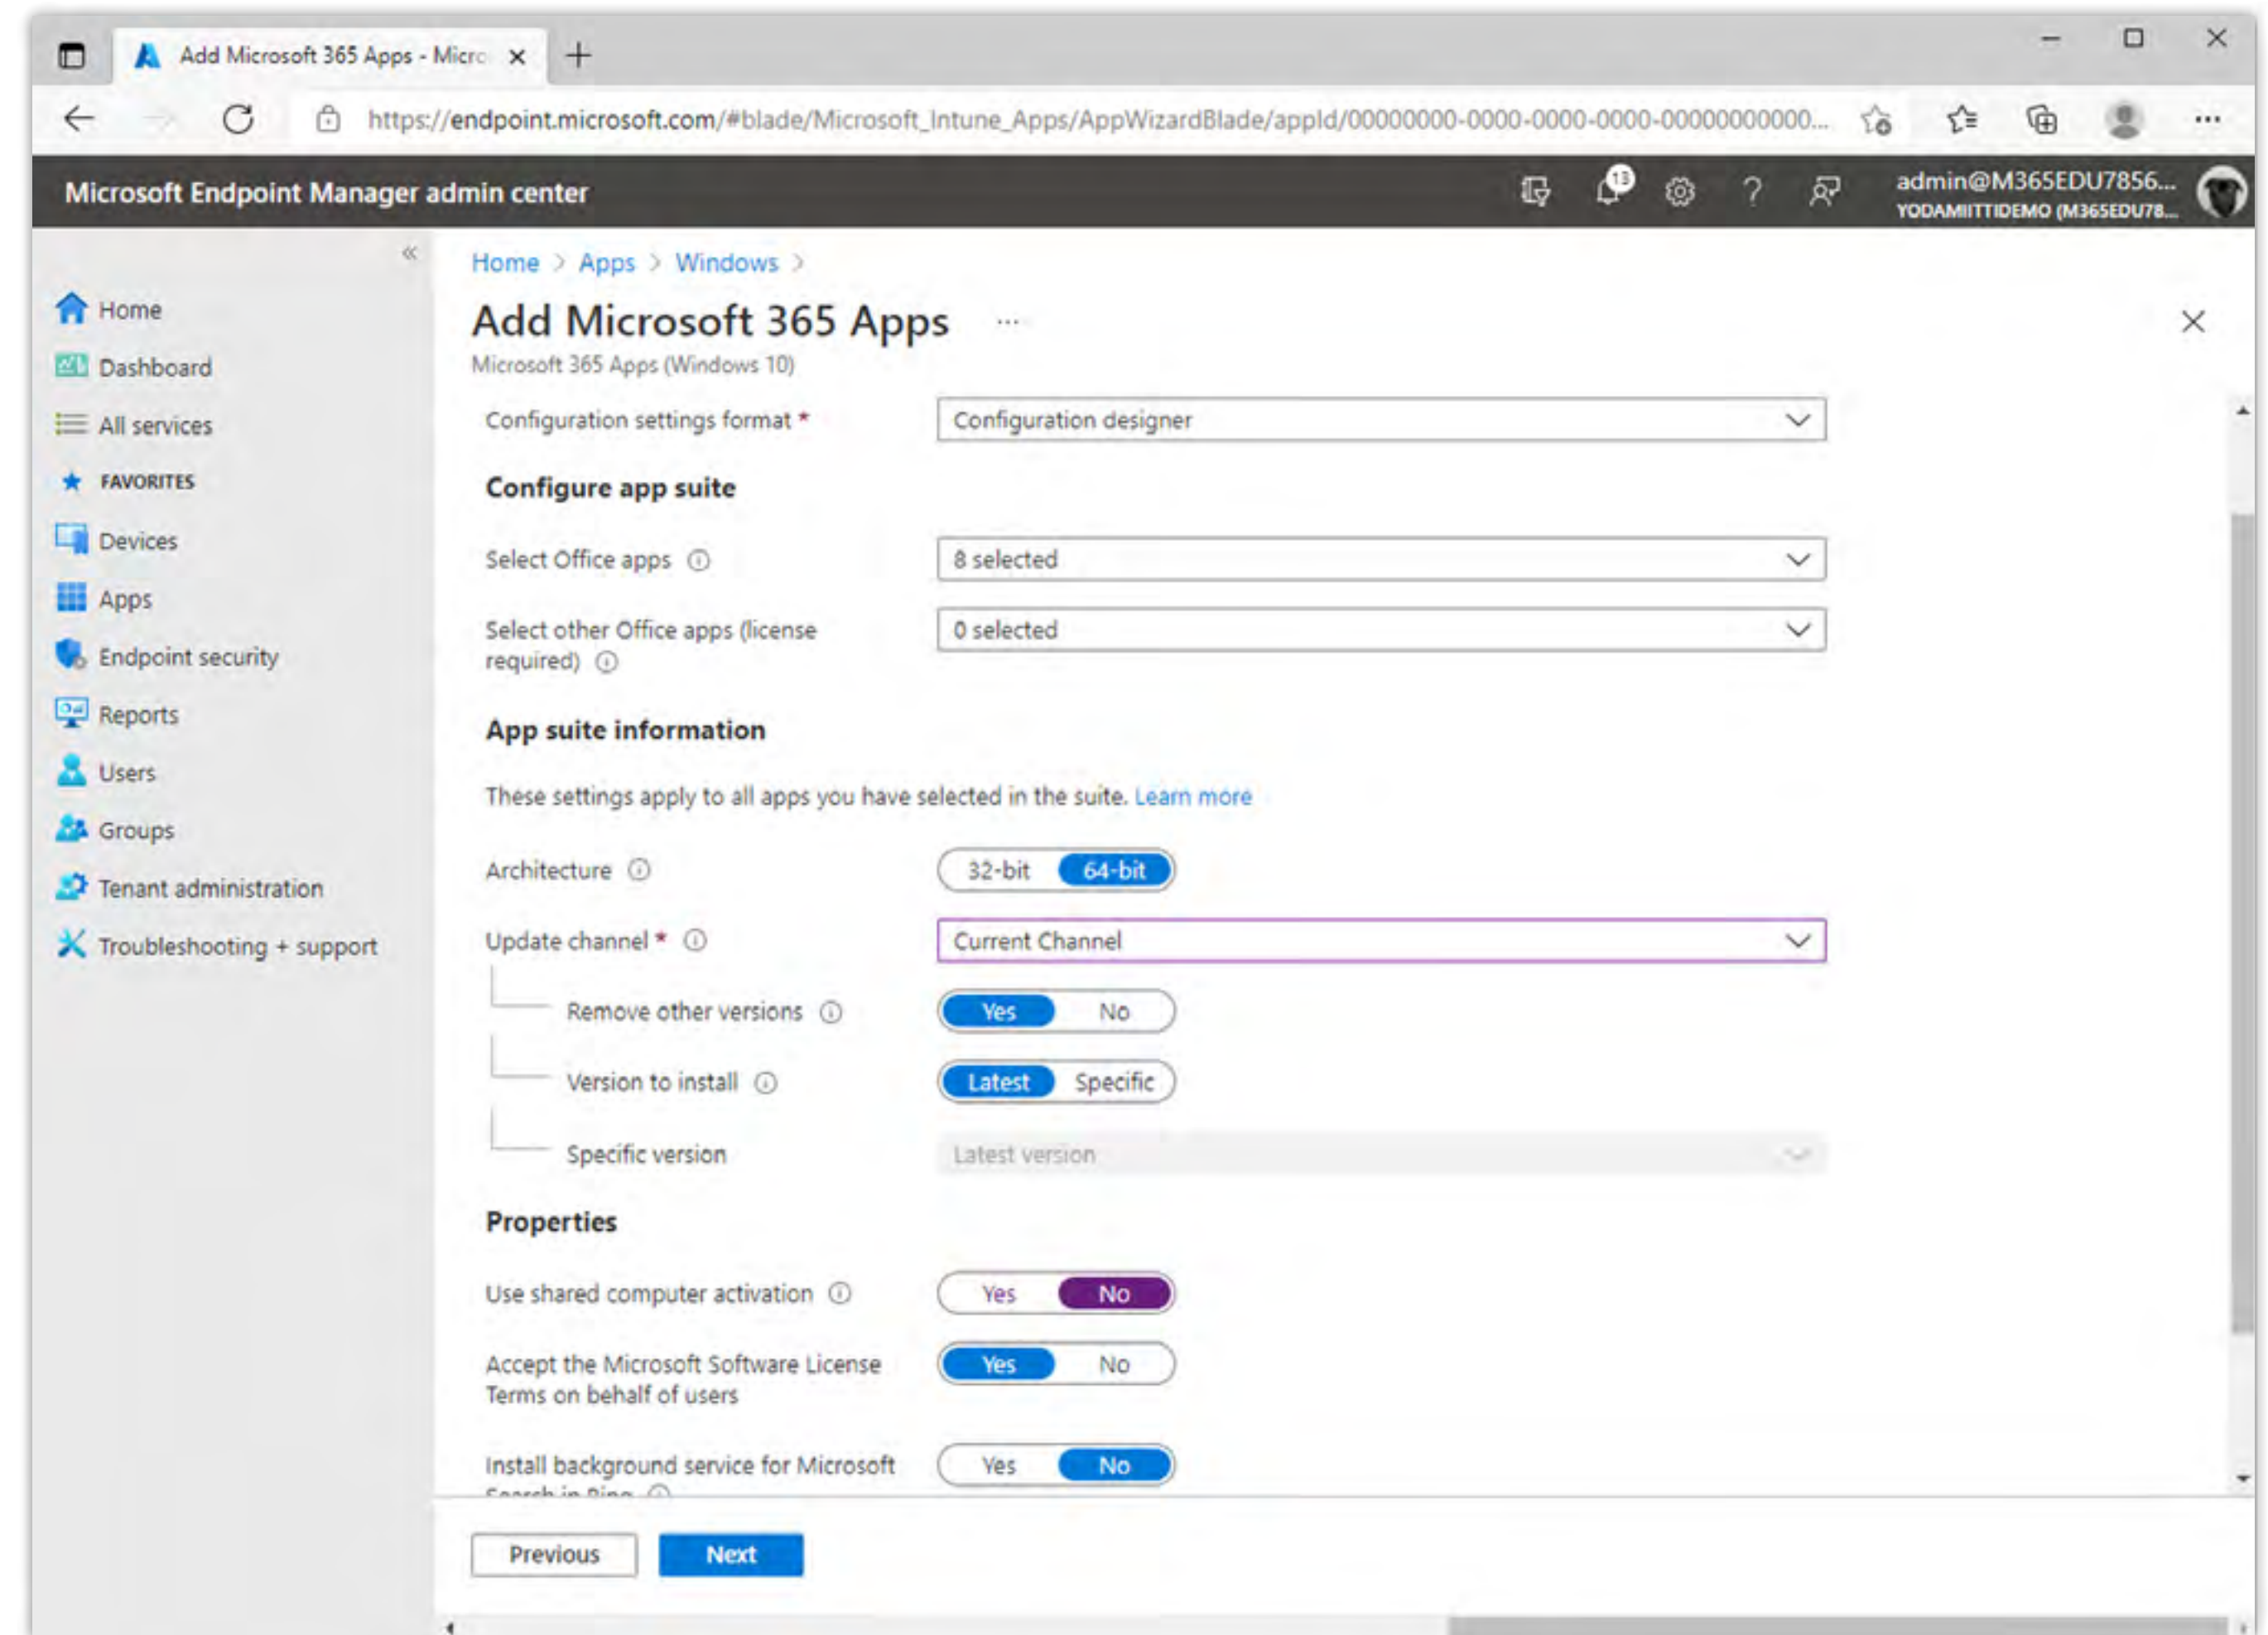 Add Microsoft 365 Apps - Micro
https://endpoint.microsoft.com/#blade/Microsoft_Intune_Apps/AppWizardBlade/appId/00000000-0000-0000-0000-00000000000...
Microsoft Endpoint Manager admin center
13
?
admin@M365EDU7856...
YODAMIITTIDEMO (M365EDU78...
«
Home
Dashboard
All services
FAVORITES
Devices
Apps
Endpoint security
Reports
Users
Groups
Tenant administration
Troubleshooting + support
Home > Apps > Windows >
Add Microsoft 365 Apps ...
Microsoft 365 Apps (Windows 10)
Configuration settings format * Configuration designer
Configure app suite
Select Office apps 8 selected
Select other Office apps (license 0 selected
required)
App suite information
These settings apply to all apps you have selected in the suite. Learn more
Architecture 32-bit 64-bit
Update channel * Current Channel
Remove other versions Yes No
Version to install Latest Specific
Specific version Latest version
Properties
Use shared computer activation Yes No
Accept the Microsoft Software License Yes No
Terms on behalf of users
Install background service for Microsoft Yes No
Search in Bing
Previous Next